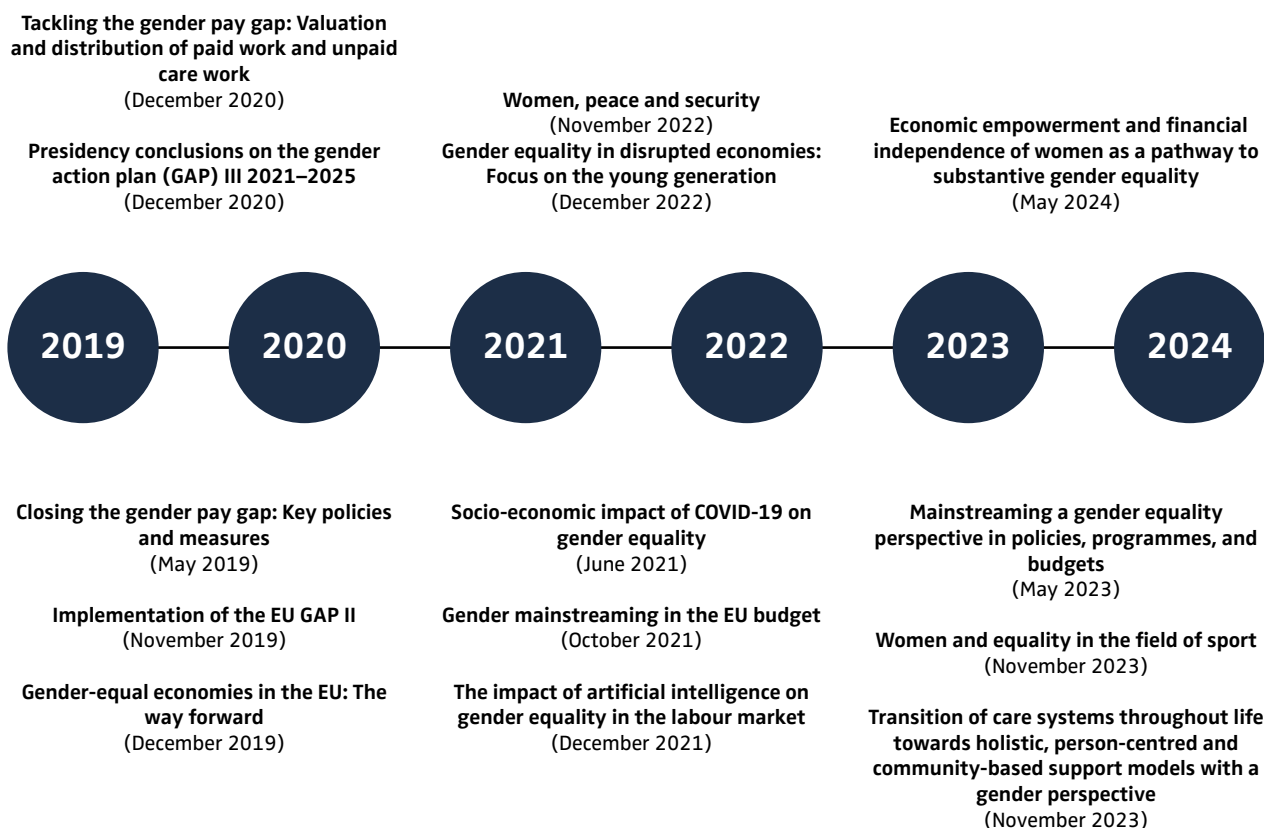 Tackling the gender pay gap: Valuation
and distribution of paid work and unpaid
care work
(December 2020)
Presidency conclusions on the gender
action plan (GAP) III 2021–2025
(December 2020)
Women, peace and security
(November 2022)
Gender equality in disrupted economies:
Focus on the young generation
(December 2022)
Economic empowerment and financial
independence of women as a pathway to
substantive gender equality
(May 2024)
2019
2020
2021
2022
2023
2024
Closing the gender pay gap: Key policies
and measures
(May 2019)
Implementation of the EU GAP II
(November 2019)
Gender-equal economies in the EU: The
way forward
(December 2019)
Socio-economic impact of COVID-19 on
gender equality
(June 2021)
Gender mainstreaming in the EU budget
(October 2021)
The impact of artificial intelligence on
gender equality in the labour market
(December 2021)
Mainstreaming a gender equality
perspective in policies, programmes, and
budgets
(May 2023)
Women and equality in the field of sport
(November 2023)
Transition of care systems throughout life
towards holistic, person-centred and
community-based support models with a
gender perspective
(November 2023)